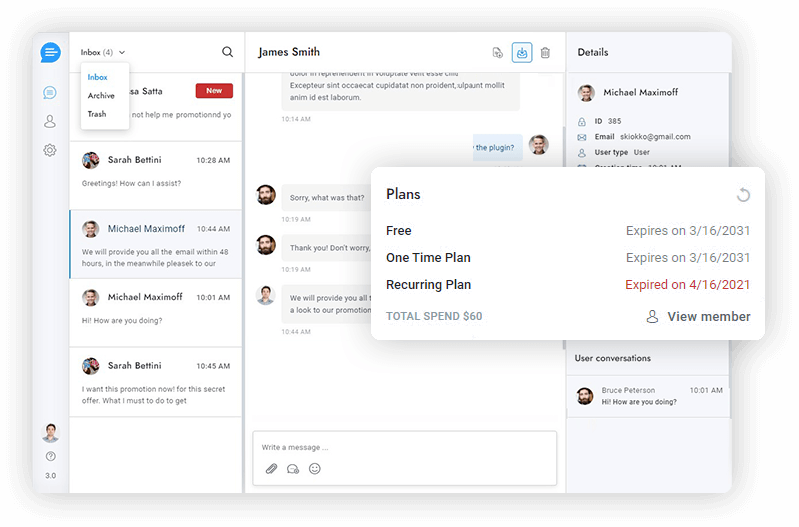 Inbox (4)
Inbox
Archive
Trash
sa Satta
New
not help me promotionnd yo
Sarah Bettini
10:28 AM
Greetings! How can I assist?
Michael Maximoff
10:44 AM
We will provide you all the email within 48
hours, in the meanwhile pleasek to our
Michael Maximoff
10:01 AM
Hi! How are you doing?
Sarah Bettini
10:45 AM
I want this promotion now! for this secret
offer. What I must to do to get
3.0
James Smith
dolor in reprehenderit in voluptate velit esse cill
Excepteur sint occaecat cupidatat non proident, ulpaunt mollit
anim id est laborum.
10:14 AM
the plugin?
Sorry, what was that?
10:19 AM
Thank you! Don't worry,
10:19 AM
We will provide you all t
a look to our promotion
10:44 AM
Write a message ...
Details
Michael Maximoff
ID 385
Email skiokko@gmail.com
User type User
Creation time 10:01 AM
Plans
Free
Expires on 3/16/2031
One Time Plan
Expires on 3/16/2031
Recurring Plan
Expired on 4/16/2021
TOTAL SPEND $60
View member
User conversations
Bruce Peterson
10:01 AM
Hi! How are you doing?